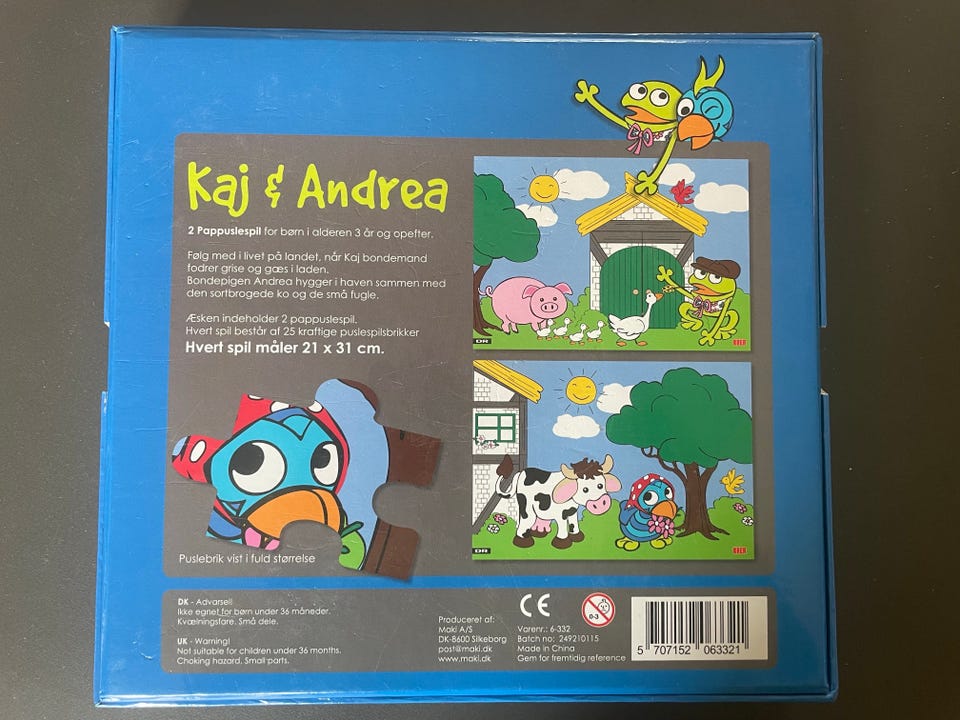 Kaj & Andrea
2 Pappuslespil for børn i alderen 3 år og opefter.
Følg med i livet på landet, når Kaj bondemand
fodrer grise og gæs i laden.
Bondepigen Andrea hygger i haven sammen med
den sortbrogede ko og de små fugle.
Æsken indeholder 2 pappuslespil.
Hvert spil består af 25 kraftige puslespilsbrikker
Hvert spil måler 21 x 31 cm.
DR
DR
Puslebrik vist i fuld størrelse
DK - Advarsel!
Ikke egnet for børn under 36 måneder.
Kvælningsfare. Små dele.
UK - Warning!
Not suitable for children under 36 months.
Choking hazard. Small parts.
Produceret af:
Maki A/S
DK-8600 Silkeborg
post@maki.dk
www.maki.dk
CE
0-3
Varenr.: 6-332
Batch no: 249210115
Made in China
Gem for fremtidig reference
5 707152 063321